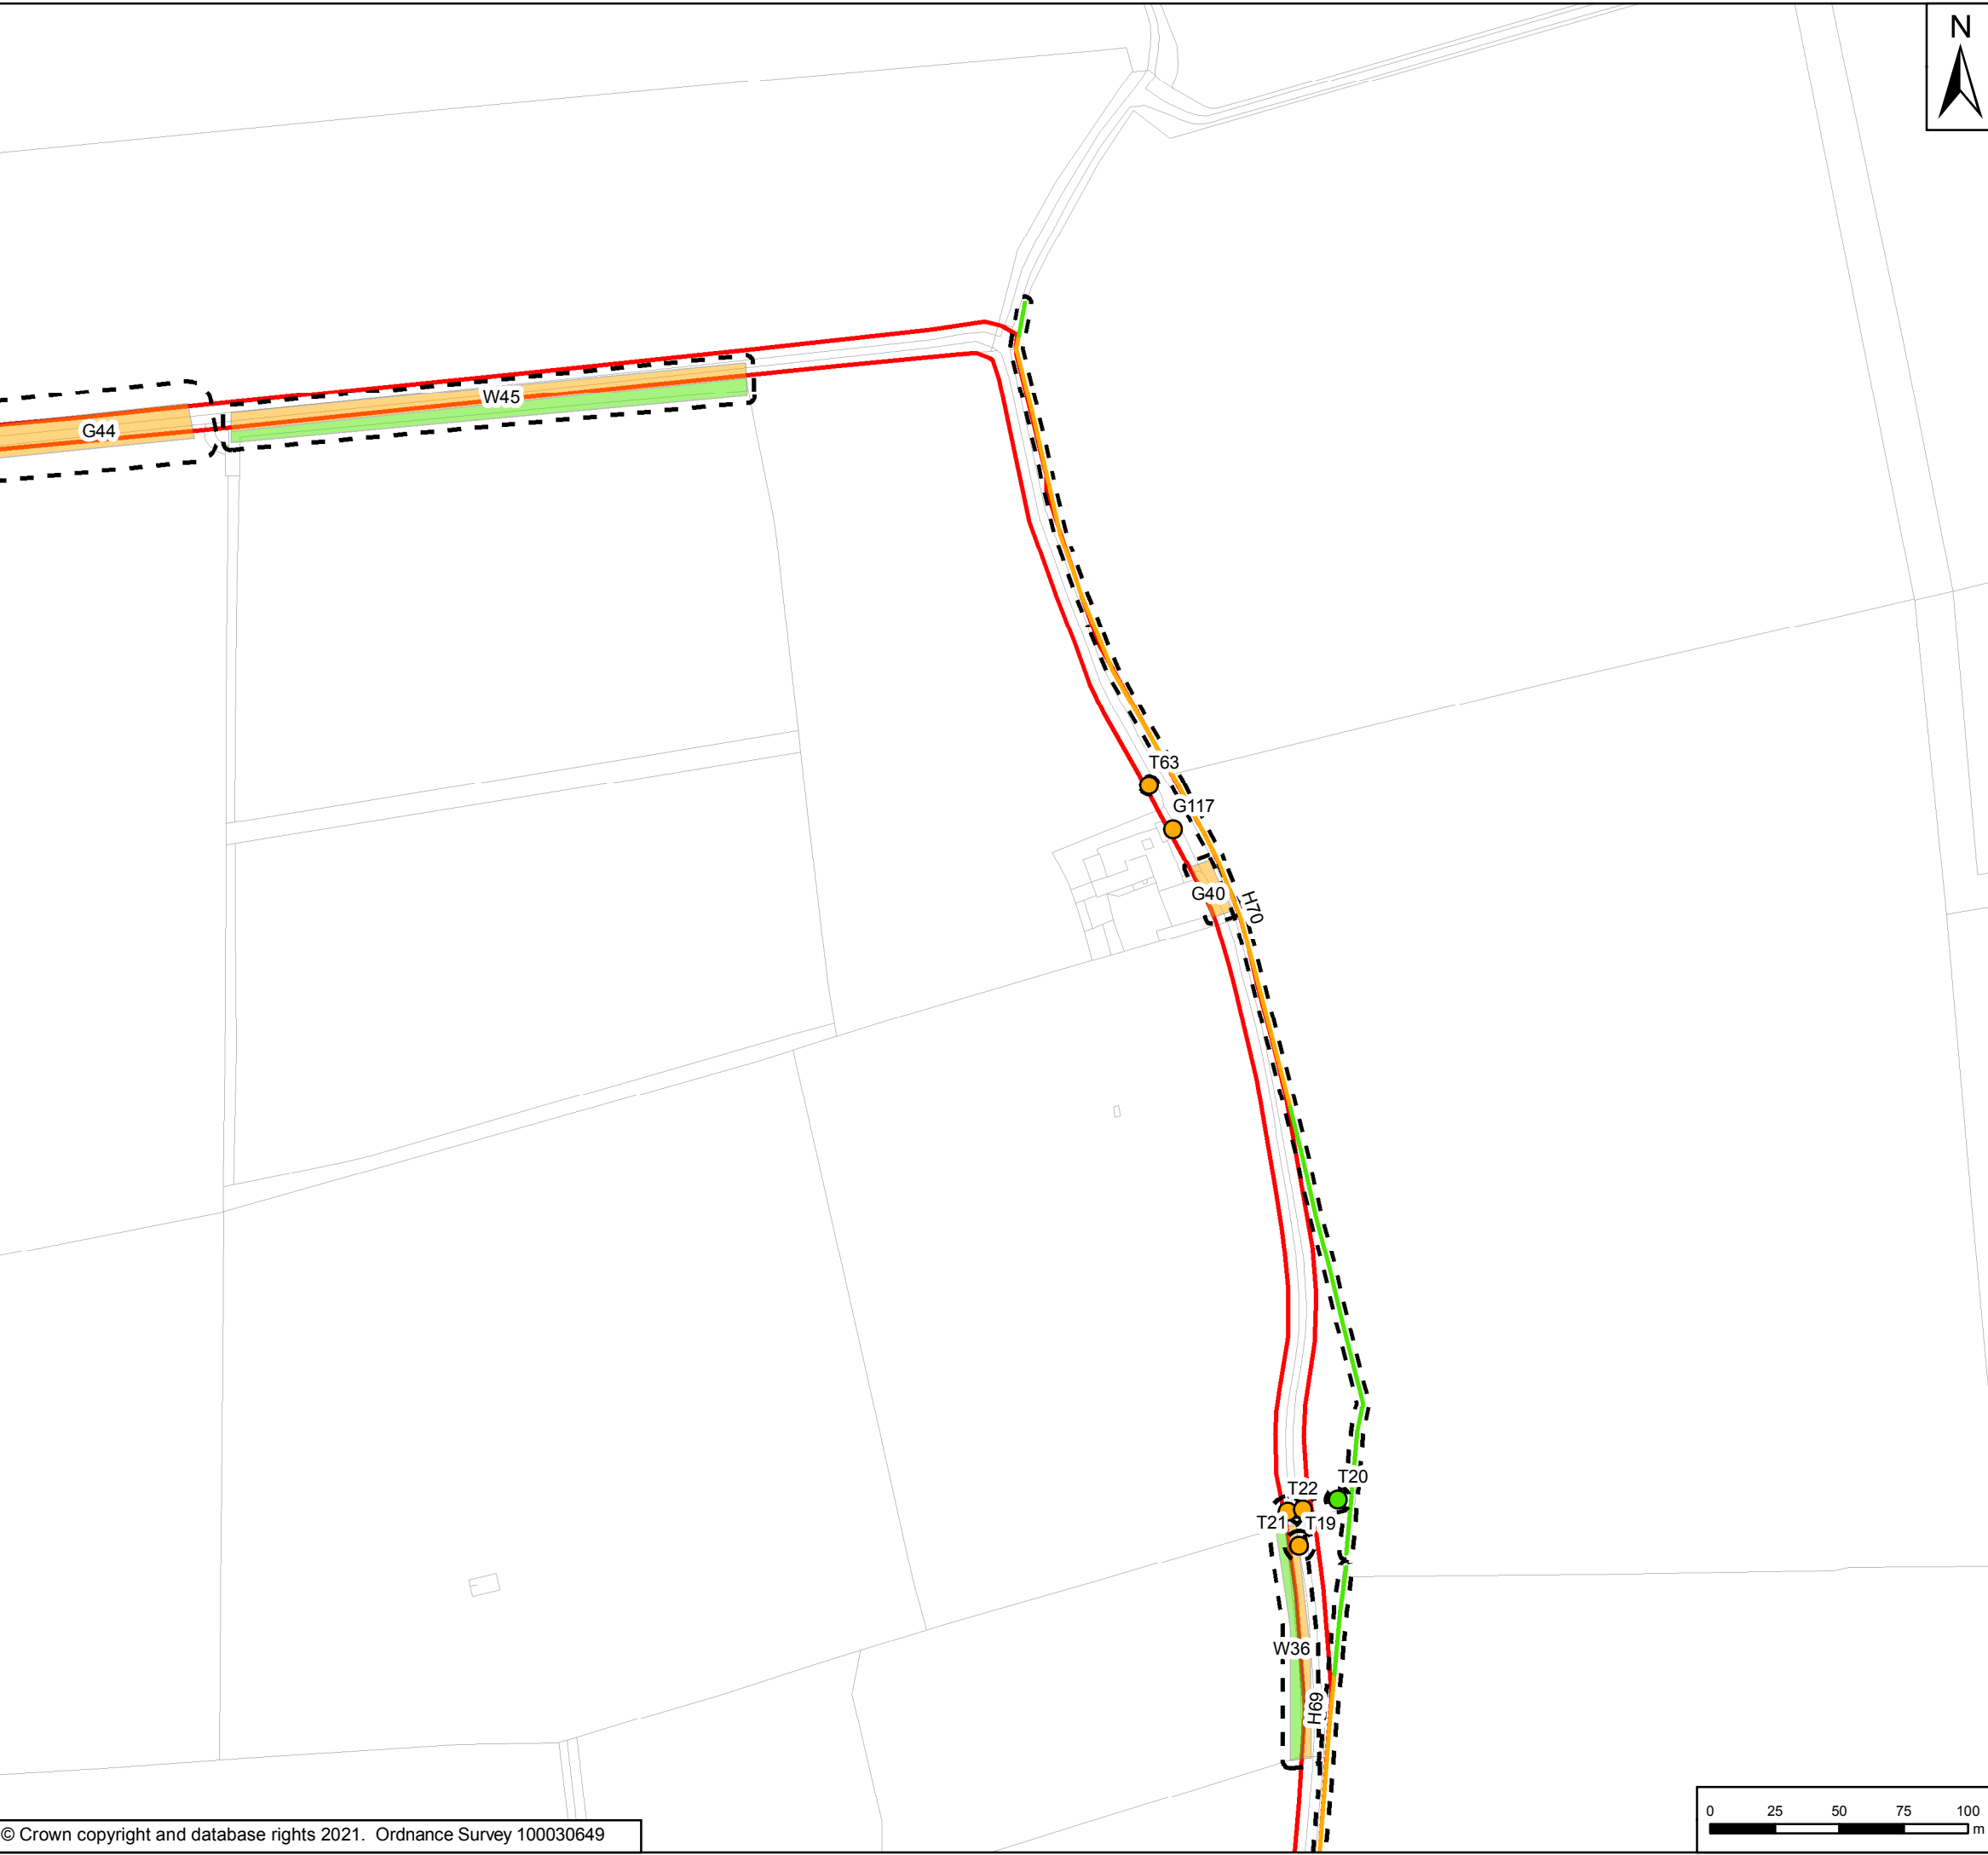 N
W45
G44
T63
G117
G40
H70
T20
T22
T21
T19
W36
H69
0 25 50 75 100
m
© Crown copyright and database rights 2021. Ordnance Survey 100030649